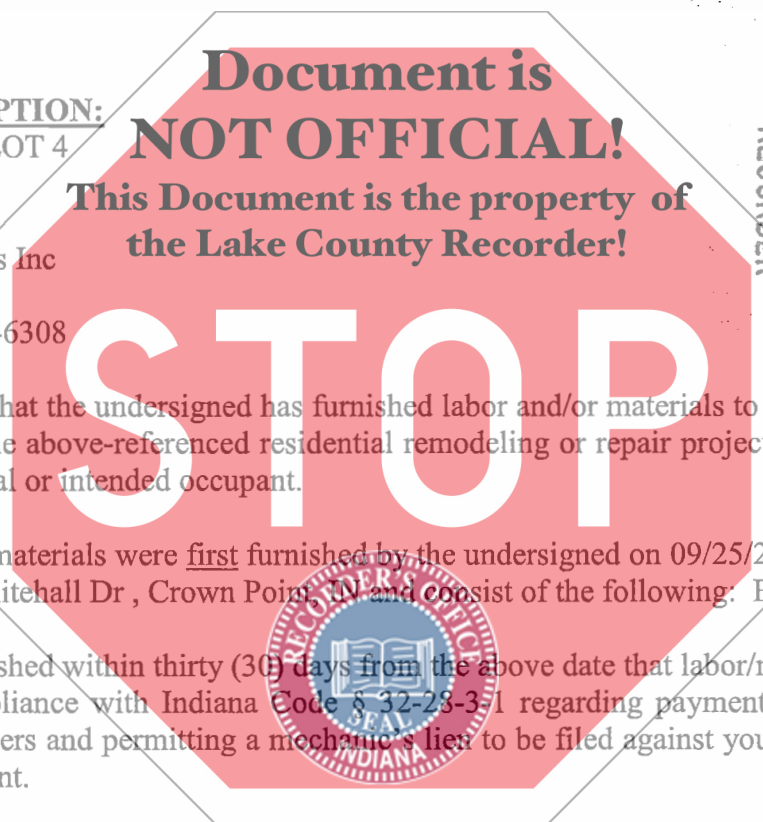 Document is
NOT OFFICIAL!
This Document is the property of
the Lake County Recorder!
PTION:
LOT 4
s Inc
-6308
STOP
hat the undersigned has furnished labor and/or materials to
e above-referenced residential remodeling or repair project
al or intended occupant.
materials were first furnished by the undersigned on 09/25/2
itehall Dr , Crown Point, IN and consist of the following:
shed within thirty (30) days from the above date that labor/
pliance with Indiana Code § 32-28-3-1 regarding payment
ers and permitting a mechanic's lien to be filed against you
nt.
RECORDER'S OFFICE
SEAL
INDIANA
RECORDER